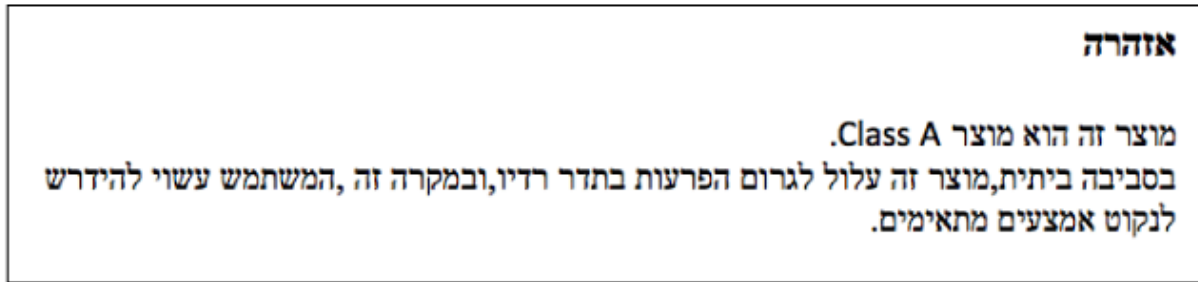 אזהרה
מוצר זה הוא מוצר Class A.
בסביבה ביתית,מוצר זה עלול לגרום הפרעות בתדר רדיו,ובמקרה זה ,המשתמש עשוי להידרש
לנקוט אמצעים מתאימים.